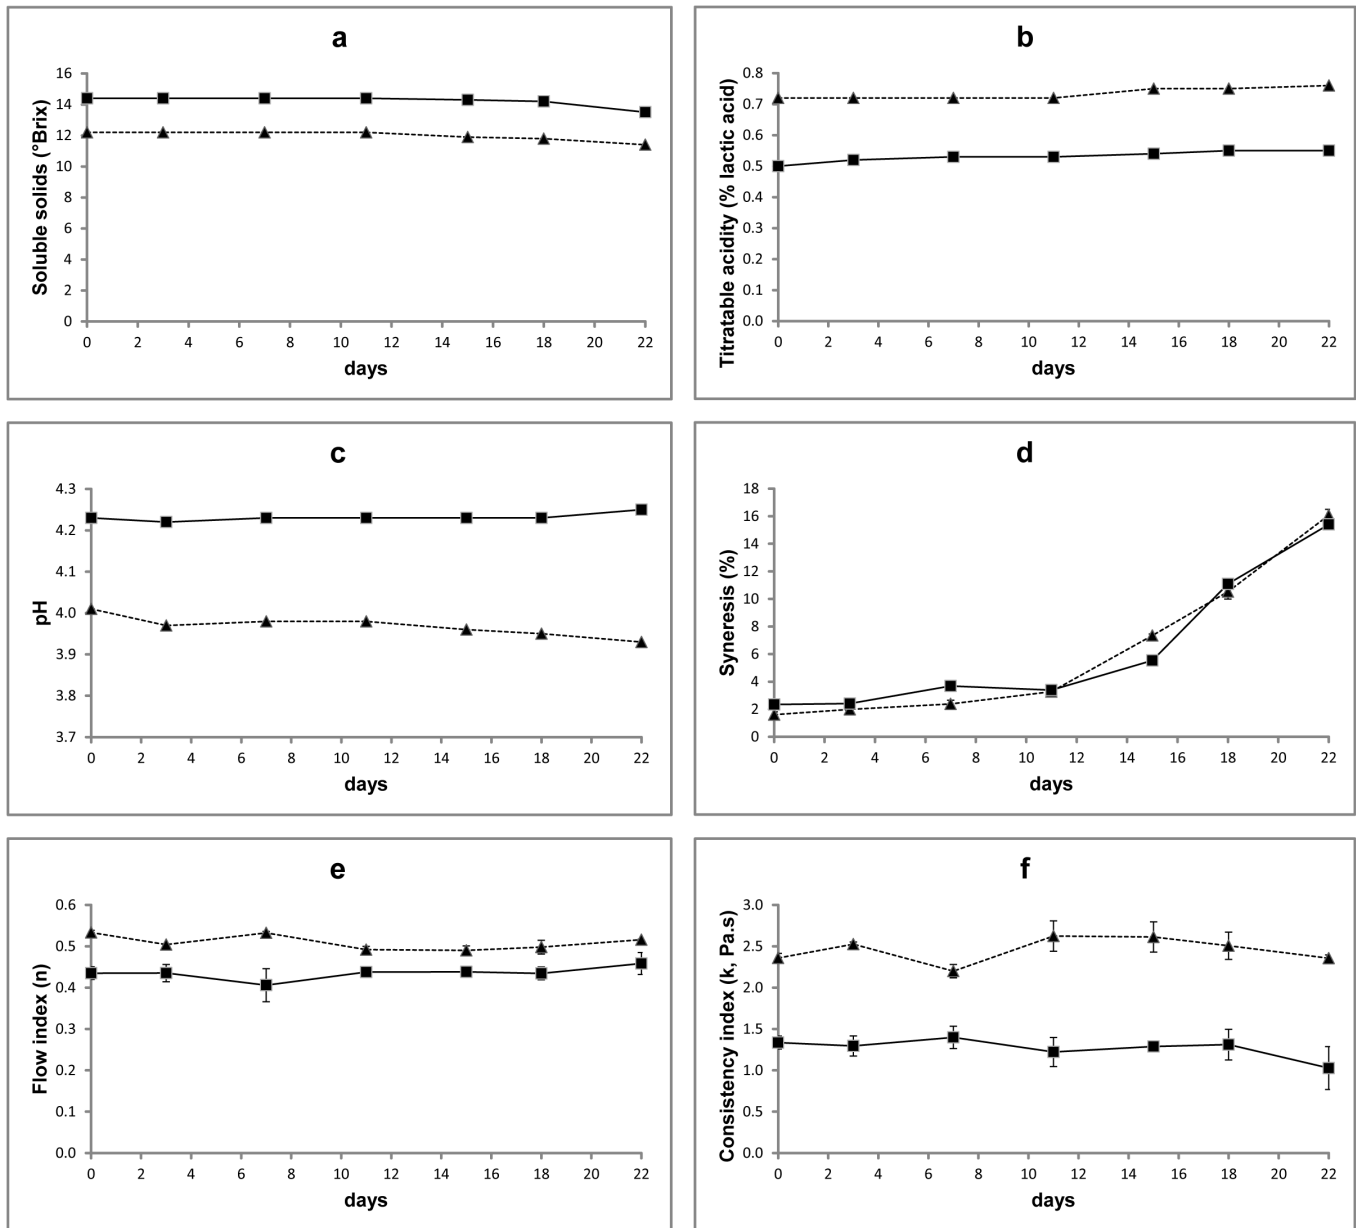 a
Soluble solids (°Brix)
16
14
12
10
8
6
4
2
0
0 2 4 6 8 10 12 14 16 18 20 22
days
b
Titratable acidity (% lactic acid)
0.8
0.7
0.6
0.5
0.4
0.3
0.2
0.1
0.0
0 2 4 6 8 10 12 14 16 18 20 22
days
c
pH
4.3
4.2
4.1
4.0
3.9
3.8
3.7
0 2 4 6 8 10 12 14 16 18 20 22
days
d
Syneresis (%)
18
16
14
12
10
8
6
4
2
0
0 2 4 6 8 10 12 14 16 18 20 22
days
e
Flow index (n)
0.6
0.5
0.4
0.3
0.2
0.1
0.0
0 2 4 6 8 10 12 14 16 18 20 22
days
f
Consistency index (k, Pa.s)
3.0
2.5
2.0
1.5
1.0
0.5
0.0
0 2 4 6 8 10 12 14 16 18 20 22
days